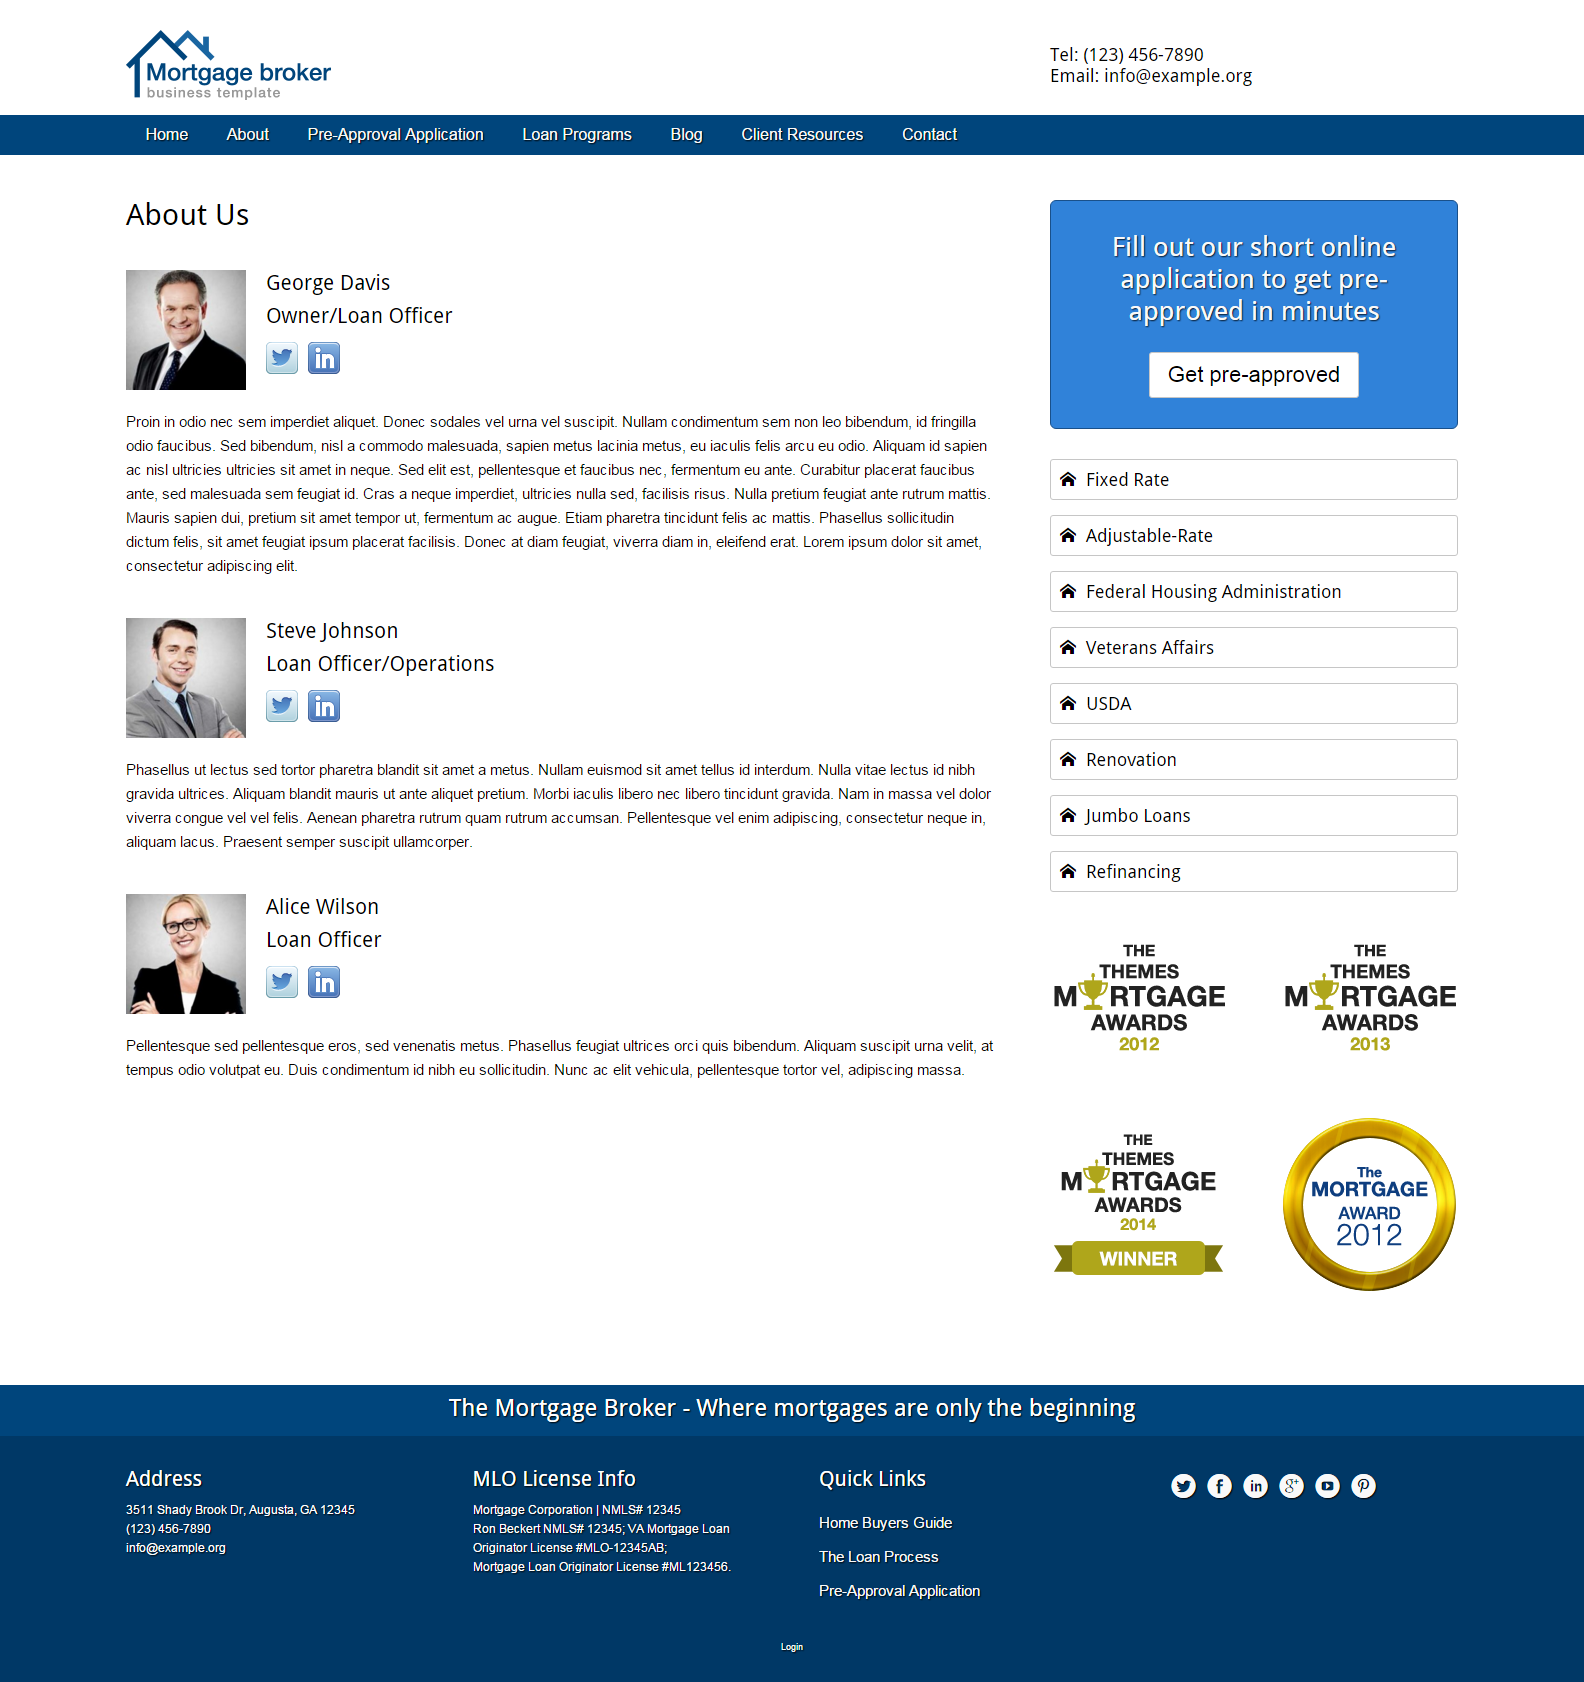 Mortgage broker
business template
Tel: (123) 456-7890
Email: info@example.org
Home About Pre-Approval Application Loan Programs Blog Client Resources Contact
About Us
George Davis
Owner/Loan Officer
in
Proin in odio nec sem imperdiet aliquet. Donec sodales vel urna vel suscipit. Nullam condimentum sem non leo bibendum, id fringilla
odio faucibus. Sed bibendum, nisl a commodo malesuada, sapien metus lacinia metus, eu iaculis felis arcu eu odio. Aliquam id sapien
ac nisl ultricies ultricies sit amet in neque. Sed elit est, pellentesque et faucibus nec, fermentum eu ante. Curabitur placerat faucibus
ante, sed malesuada sem feugiat id. Cras a neque imperdiet, ultricies nulla sed, facilisis risus. Nulla pretium feugiat ante rutrum mattis.
Mauris sapien dui, pretium sit amet tempor ut, fermentum ac augue. Etiam pharetra tincidunt felis ac mattis. Phasellus sollicitudin
dictum felis, sit amet feugiat ipsum placerat facilisis. Donec at diam feugiat, viverra diam in, eleifend erat. Lorem ipsum dolor sit amet,
consectetur adipiscing elit.
Steve Johnson
Loan Officer/Operations
in
Phasellus ut lectus sed tortor pharetra blandit sit amet a metus. Nullam euismod sit amet tellus id interdum. Nulla vitae lectus id nibh
gravida ultrices. Aliquam blandit mauris ut ante aliquet pretium. Morbi iaculis libero nec libero tincidunt gravida. Nam in massa vel dolor
viverra congue vel vel felis. Aenean pharetra rutrum quam rutrum accumsan. Pellentesque vel enim adipiscing, consectetur neque in,
aliquam lacus. Praesent semper suscipit ullamcorper.
Alice Wilson
Loan Officer
in
Pellentesque sed pellentesque eros, sed venenatis metus. Phasellus feugiat ultrices orci quis bibendum. Aliquam suscipit urna velit, at
tempus odio volutpat eu. Duis condimentum id nibh eu sollicitudin. Nunc ac elit vehicula, pellentesque tortor vel, adipiscing massa.
Fill out our short online
application to get pre-
approved in minutes
Get pre-approved
Fixed Rate
Adjustable-Rate
Federal Housing Administration
Veterans Affairs
USDA
Renovation
Jumbo Loans
Refinancing
THE
THEMES
MORTGAGE
AWARDS
2012
THE
THEMES
MORTGAGE
AWARDS
2013
THE
THEMES
MORTGAGE
AWARDS
2014
WINNER
The
MORTGAGE
AWARD
2012
The Mortgage Broker - Where mortgages are only the beginning
Address
3511 Shady Brook Dr, Augusta, GA 12345
(123) 456-7890
info@example.org
MLO License Info
Mortgage Corporation | NMLS# 12345
Ron Beckert NMLS# 12345; VA Mortgage Loan
Originator License #MLO-12345AB;
Mortgage Loan Originator License #ML123456.
Quick Links
Home Buyers Guide
The Loan Process
Pre-Approval Application
f in g+
Login